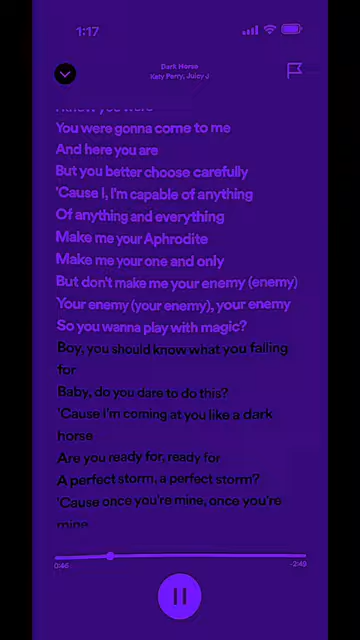 1:17
Dark Horse
Katy Perry, Juicy J
I know you were
You were gonna come to me
And here you are
But you better choose carefully
'Cause I, I'm capable of anything
Of anything and everything
Make me your Aphrodite
Make me your one and only
But don't make me your enemy (enemy)
Your enemy (your enemy), your enemy
So you wanna play with magic?
Boy, you should know what you falling
for
Baby, do you dare to do this?
'Cause I'm coming at you like a dark
horse
Are you ready for, ready for
A perfect storm, a perfect storm?
'Cause once you're mine, once you're
mine
0:46
-2:49